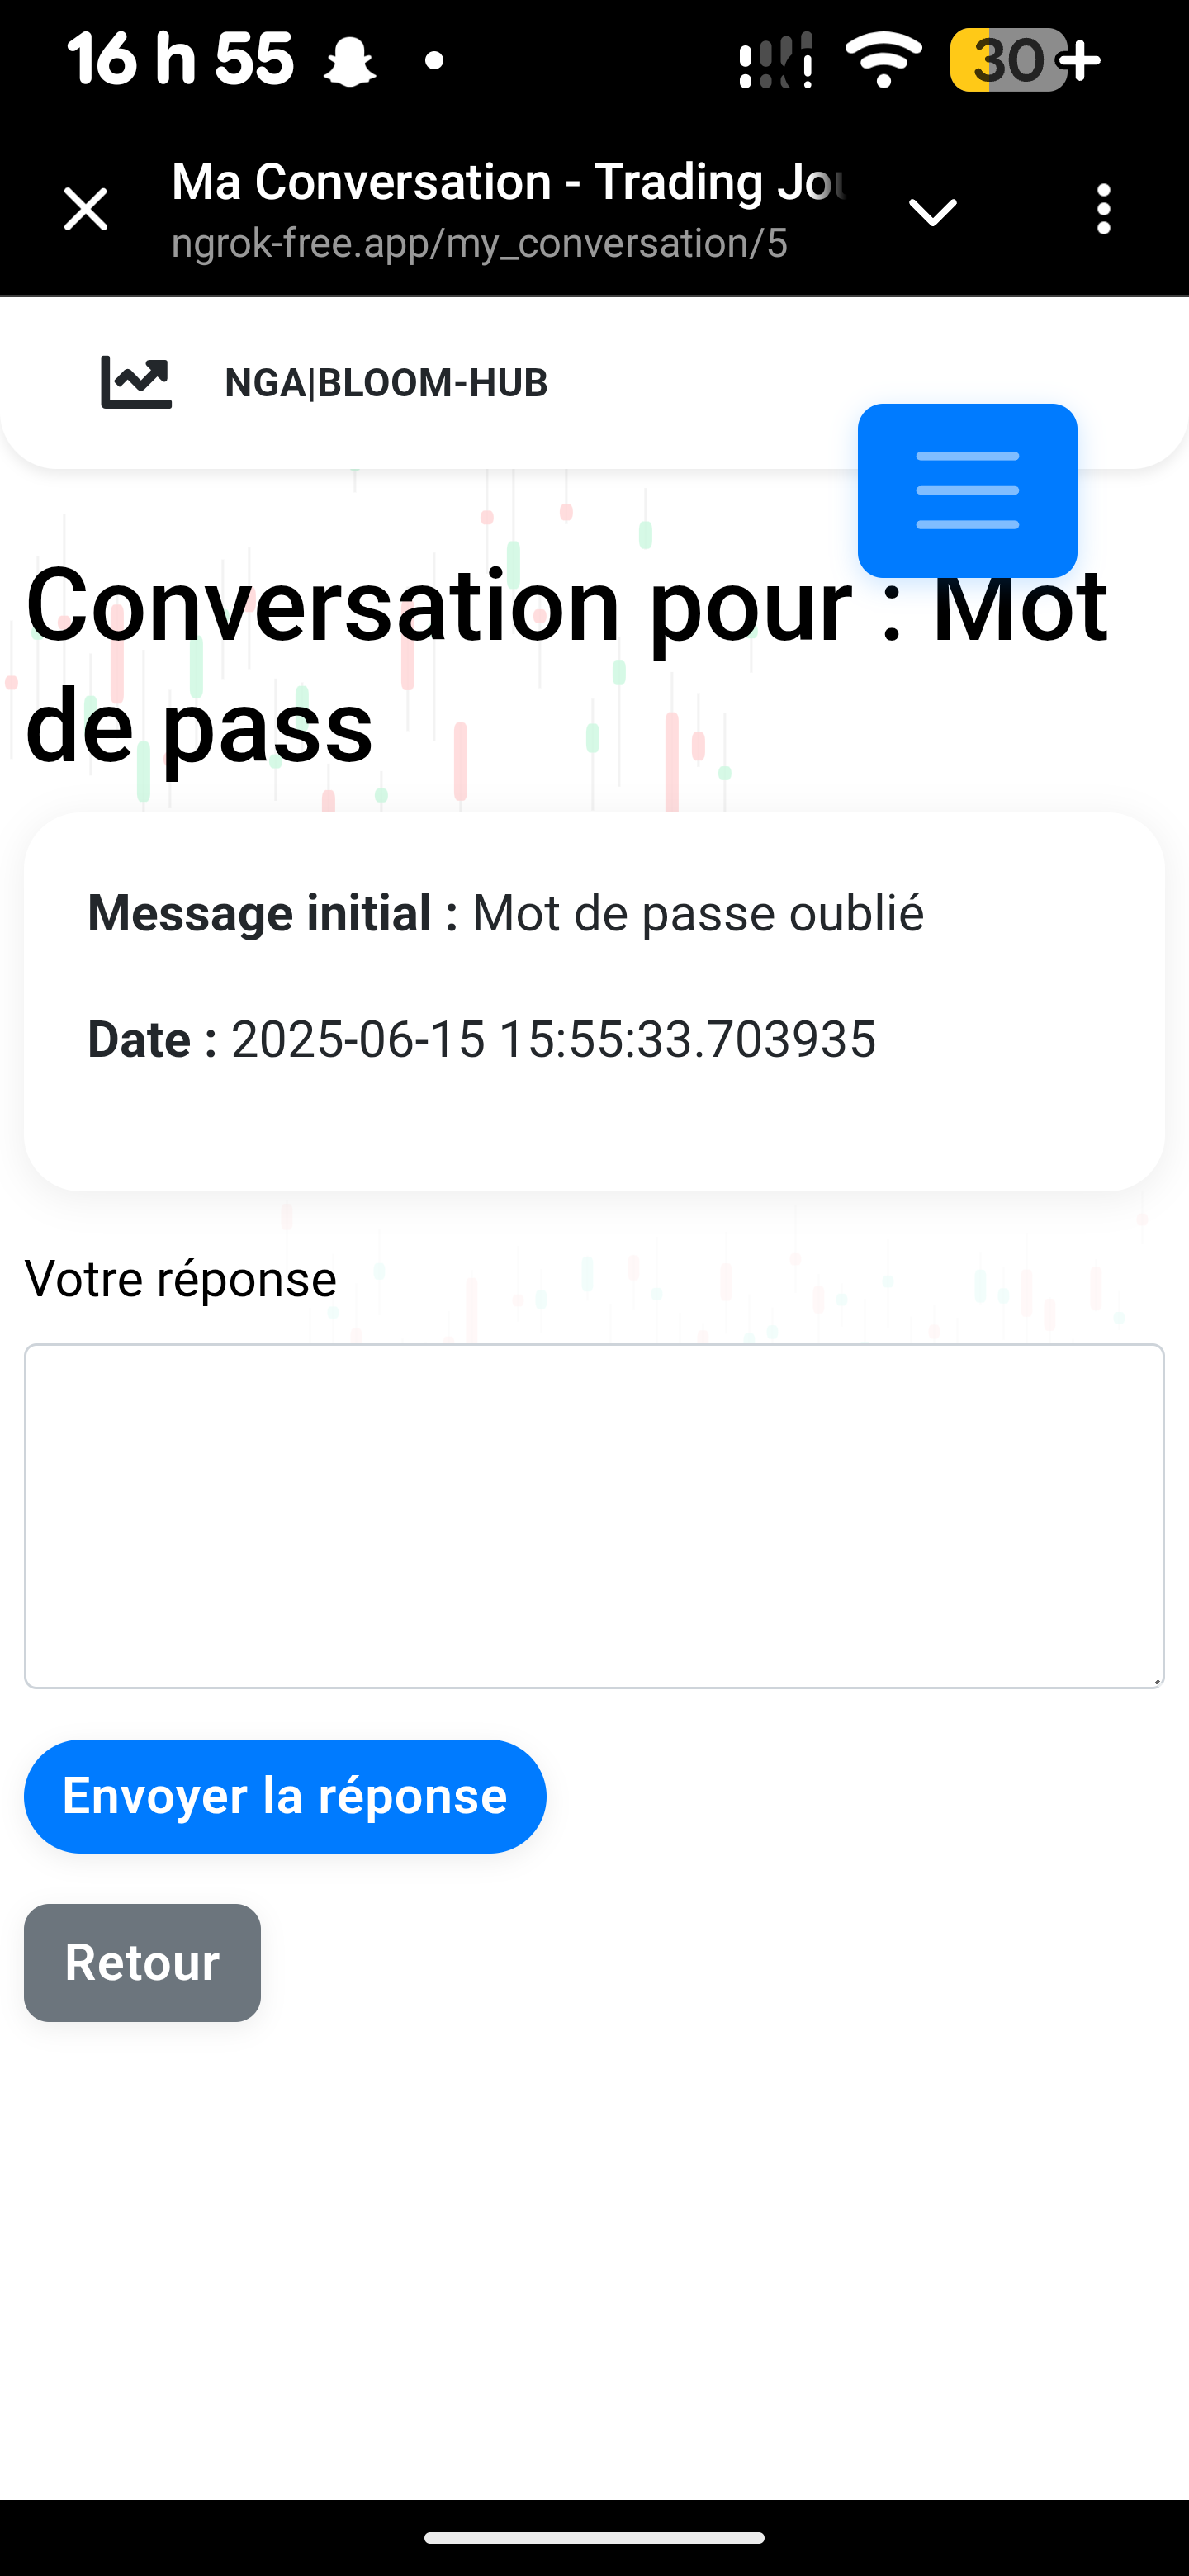 16 h 55
30
Ma Conversation - Trading Jou
ngrok-free.app/my_conversation/5
NGA|BLOOM-HUB
Conversation pour : Mot
de pass
Message initial : Mot de passe oublié
Date : 2025-06-15 15:55:33.703935
Votre réponse
Envoyer la réponse
Retour